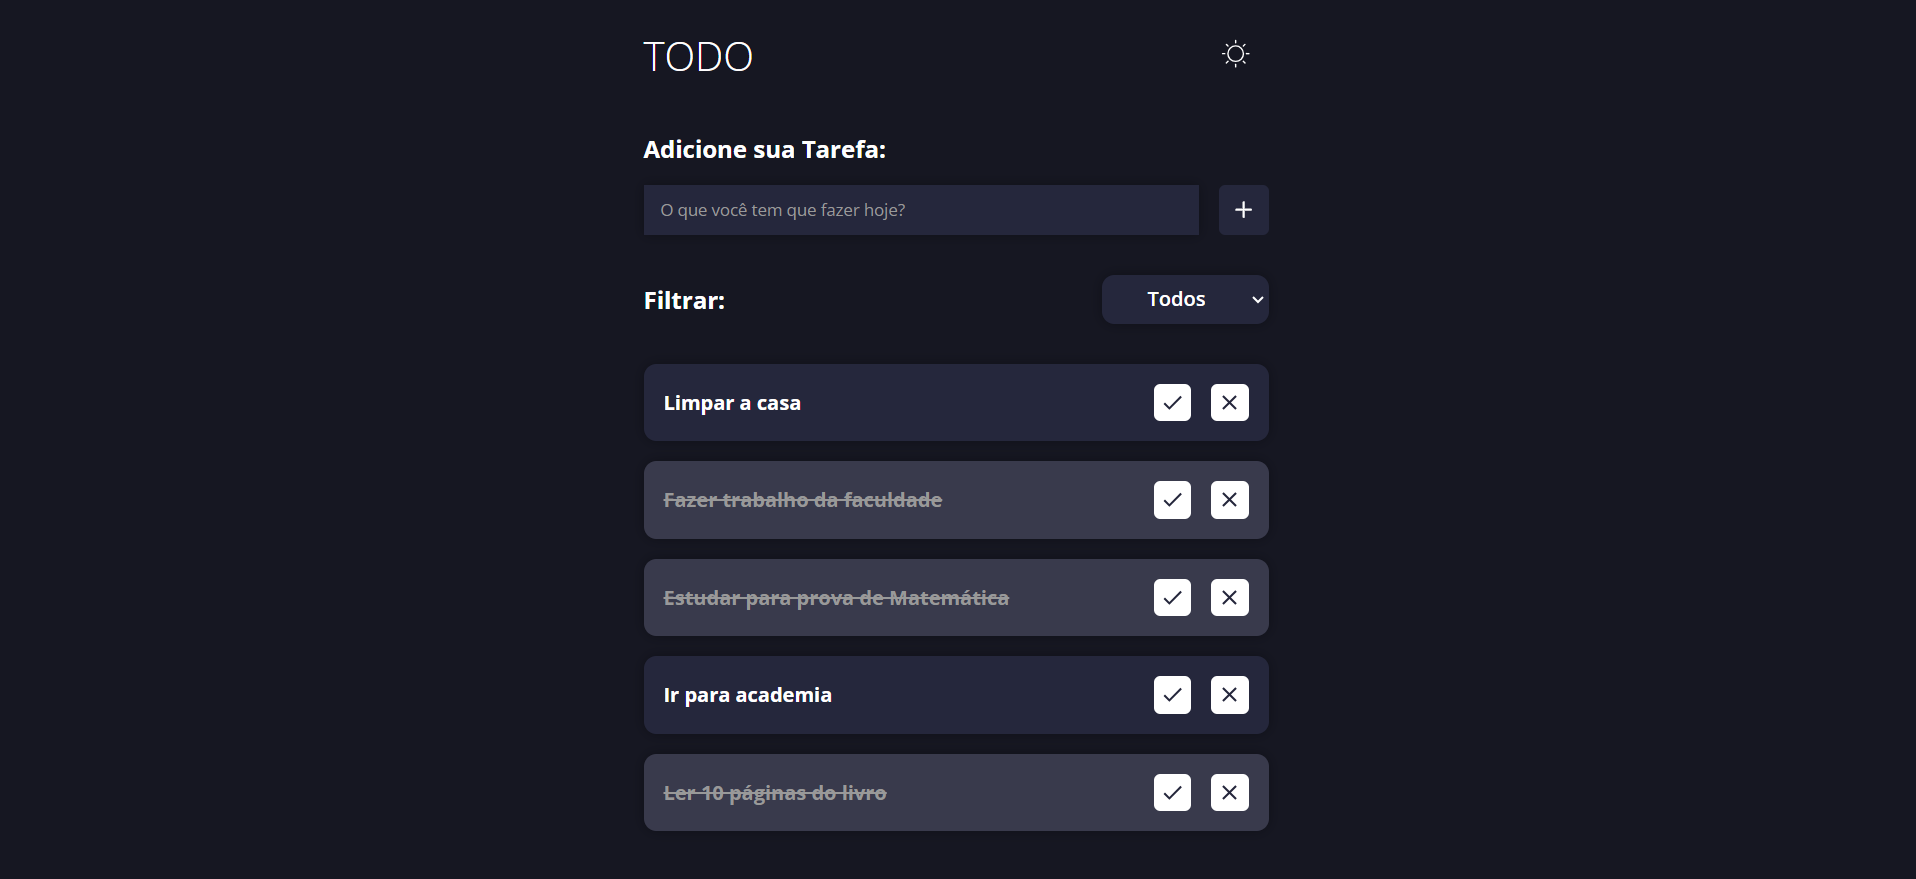 TODO
Adicione sua Tarefa:
O que você tem que fazer hoje?
Filtrar:
Todos
Limpar a casa
Fazer trabalho da faculdade
Estudar para prova de Matemática
Ir para academia
Ler 10 páginas do livro